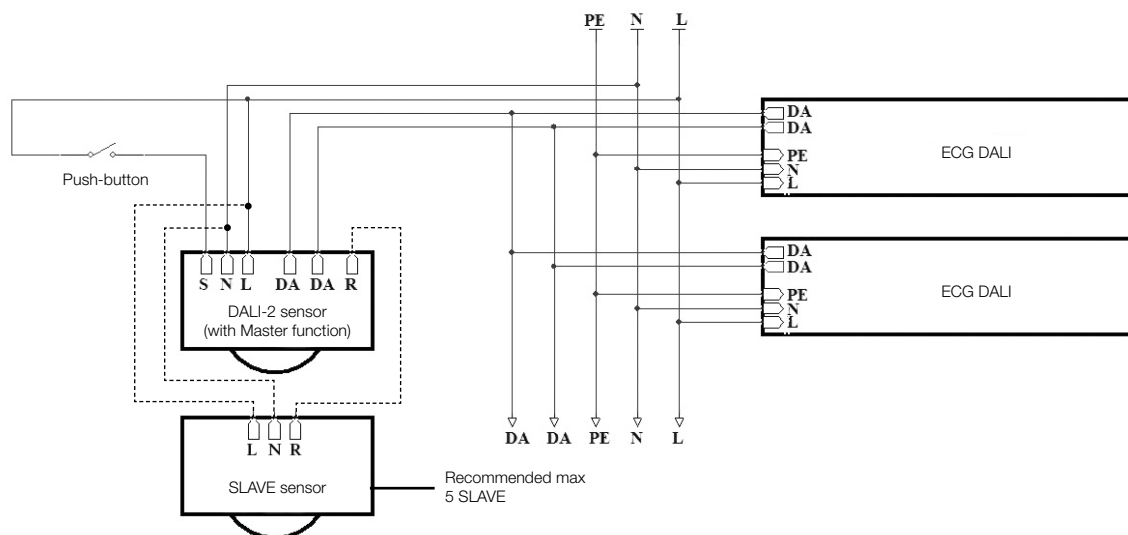 PE N L
DA
DA
PE
N
L
ECG DALI
Push-button
S N L DA DA R
DALI-2 sensor
(with Master function)
DA
DA
PE
N
L
ECG DALI
DA DA PE N L
L N R
SLAVE sensor
Recommended max
5 SLAVE